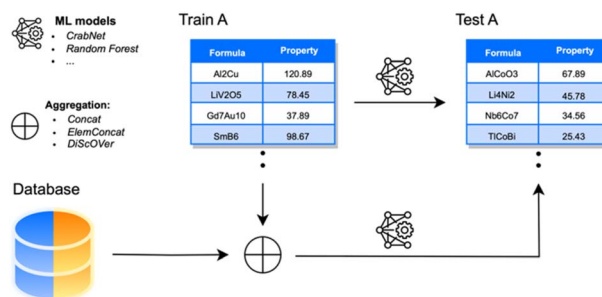 ML models
• CrabNet
• Random Forest
• ...
Aggregation:
• Concat
• ElemConcat
• DiScOVer
Database
Train A
Formula Property
Al2Cu 120.89
LiV2O5 78.45
Gd7Au10 37.89
SmB6 98.67
Test A
Formula Property
AlCoO3 67.89
Li4Ni2 45.78
Nb6Co7 34.56
TlCoBi 25.43